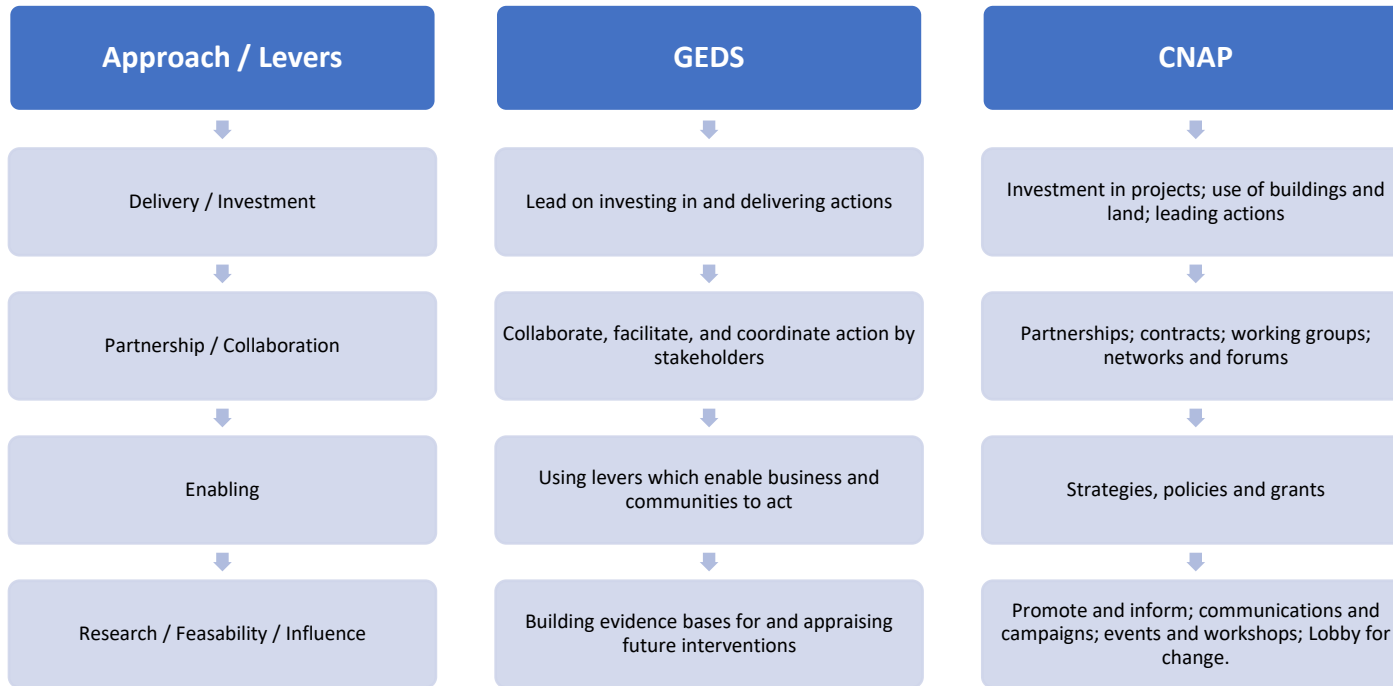 Approach / Levers
Delivery / Investment
Partnership / Collaboration
Enabling
Research / Feasability / Influence
GEDS
Lead on investing in and delivering actions
Collaborate, facilitate, and coordinate action by
stakeholders
Using levers which enable business and
communities to act
Building evidence bases for and appraising
future interventions
CNAP
Investment in projects; use of buildings and
land; leading actions
Partnerships; contracts; working groups;
networks and forums
Strategies, policies and grants
Promote and inform; communications and
campaigns; events and workshops; Lobby for
change.